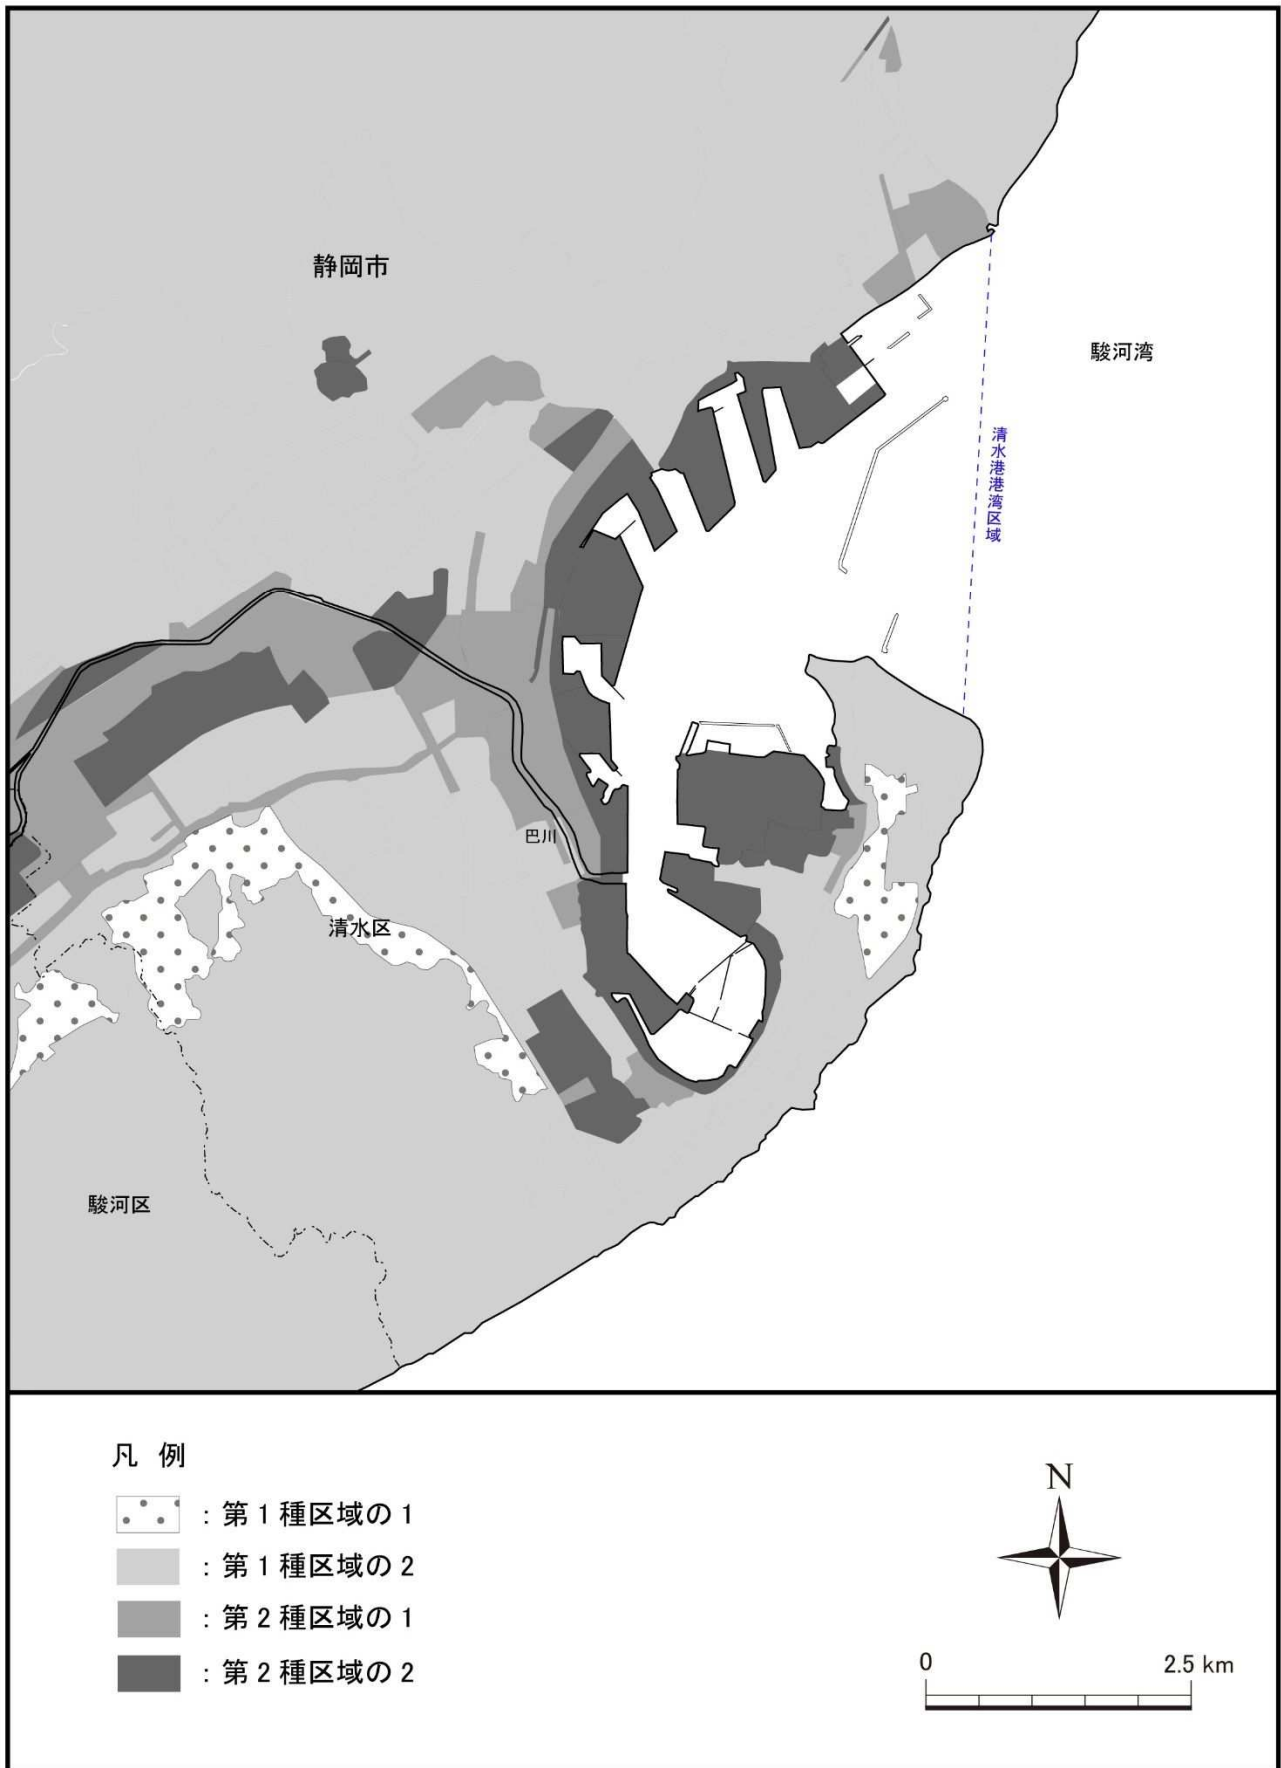 静岡市
駿河湾
清水港港湾区域
巴川
清水区
駿河区
凡 例
：第１種区域の１
：第１種区域の２
：第２種区域の１
：第２種区域の２
N
0 2.5 km